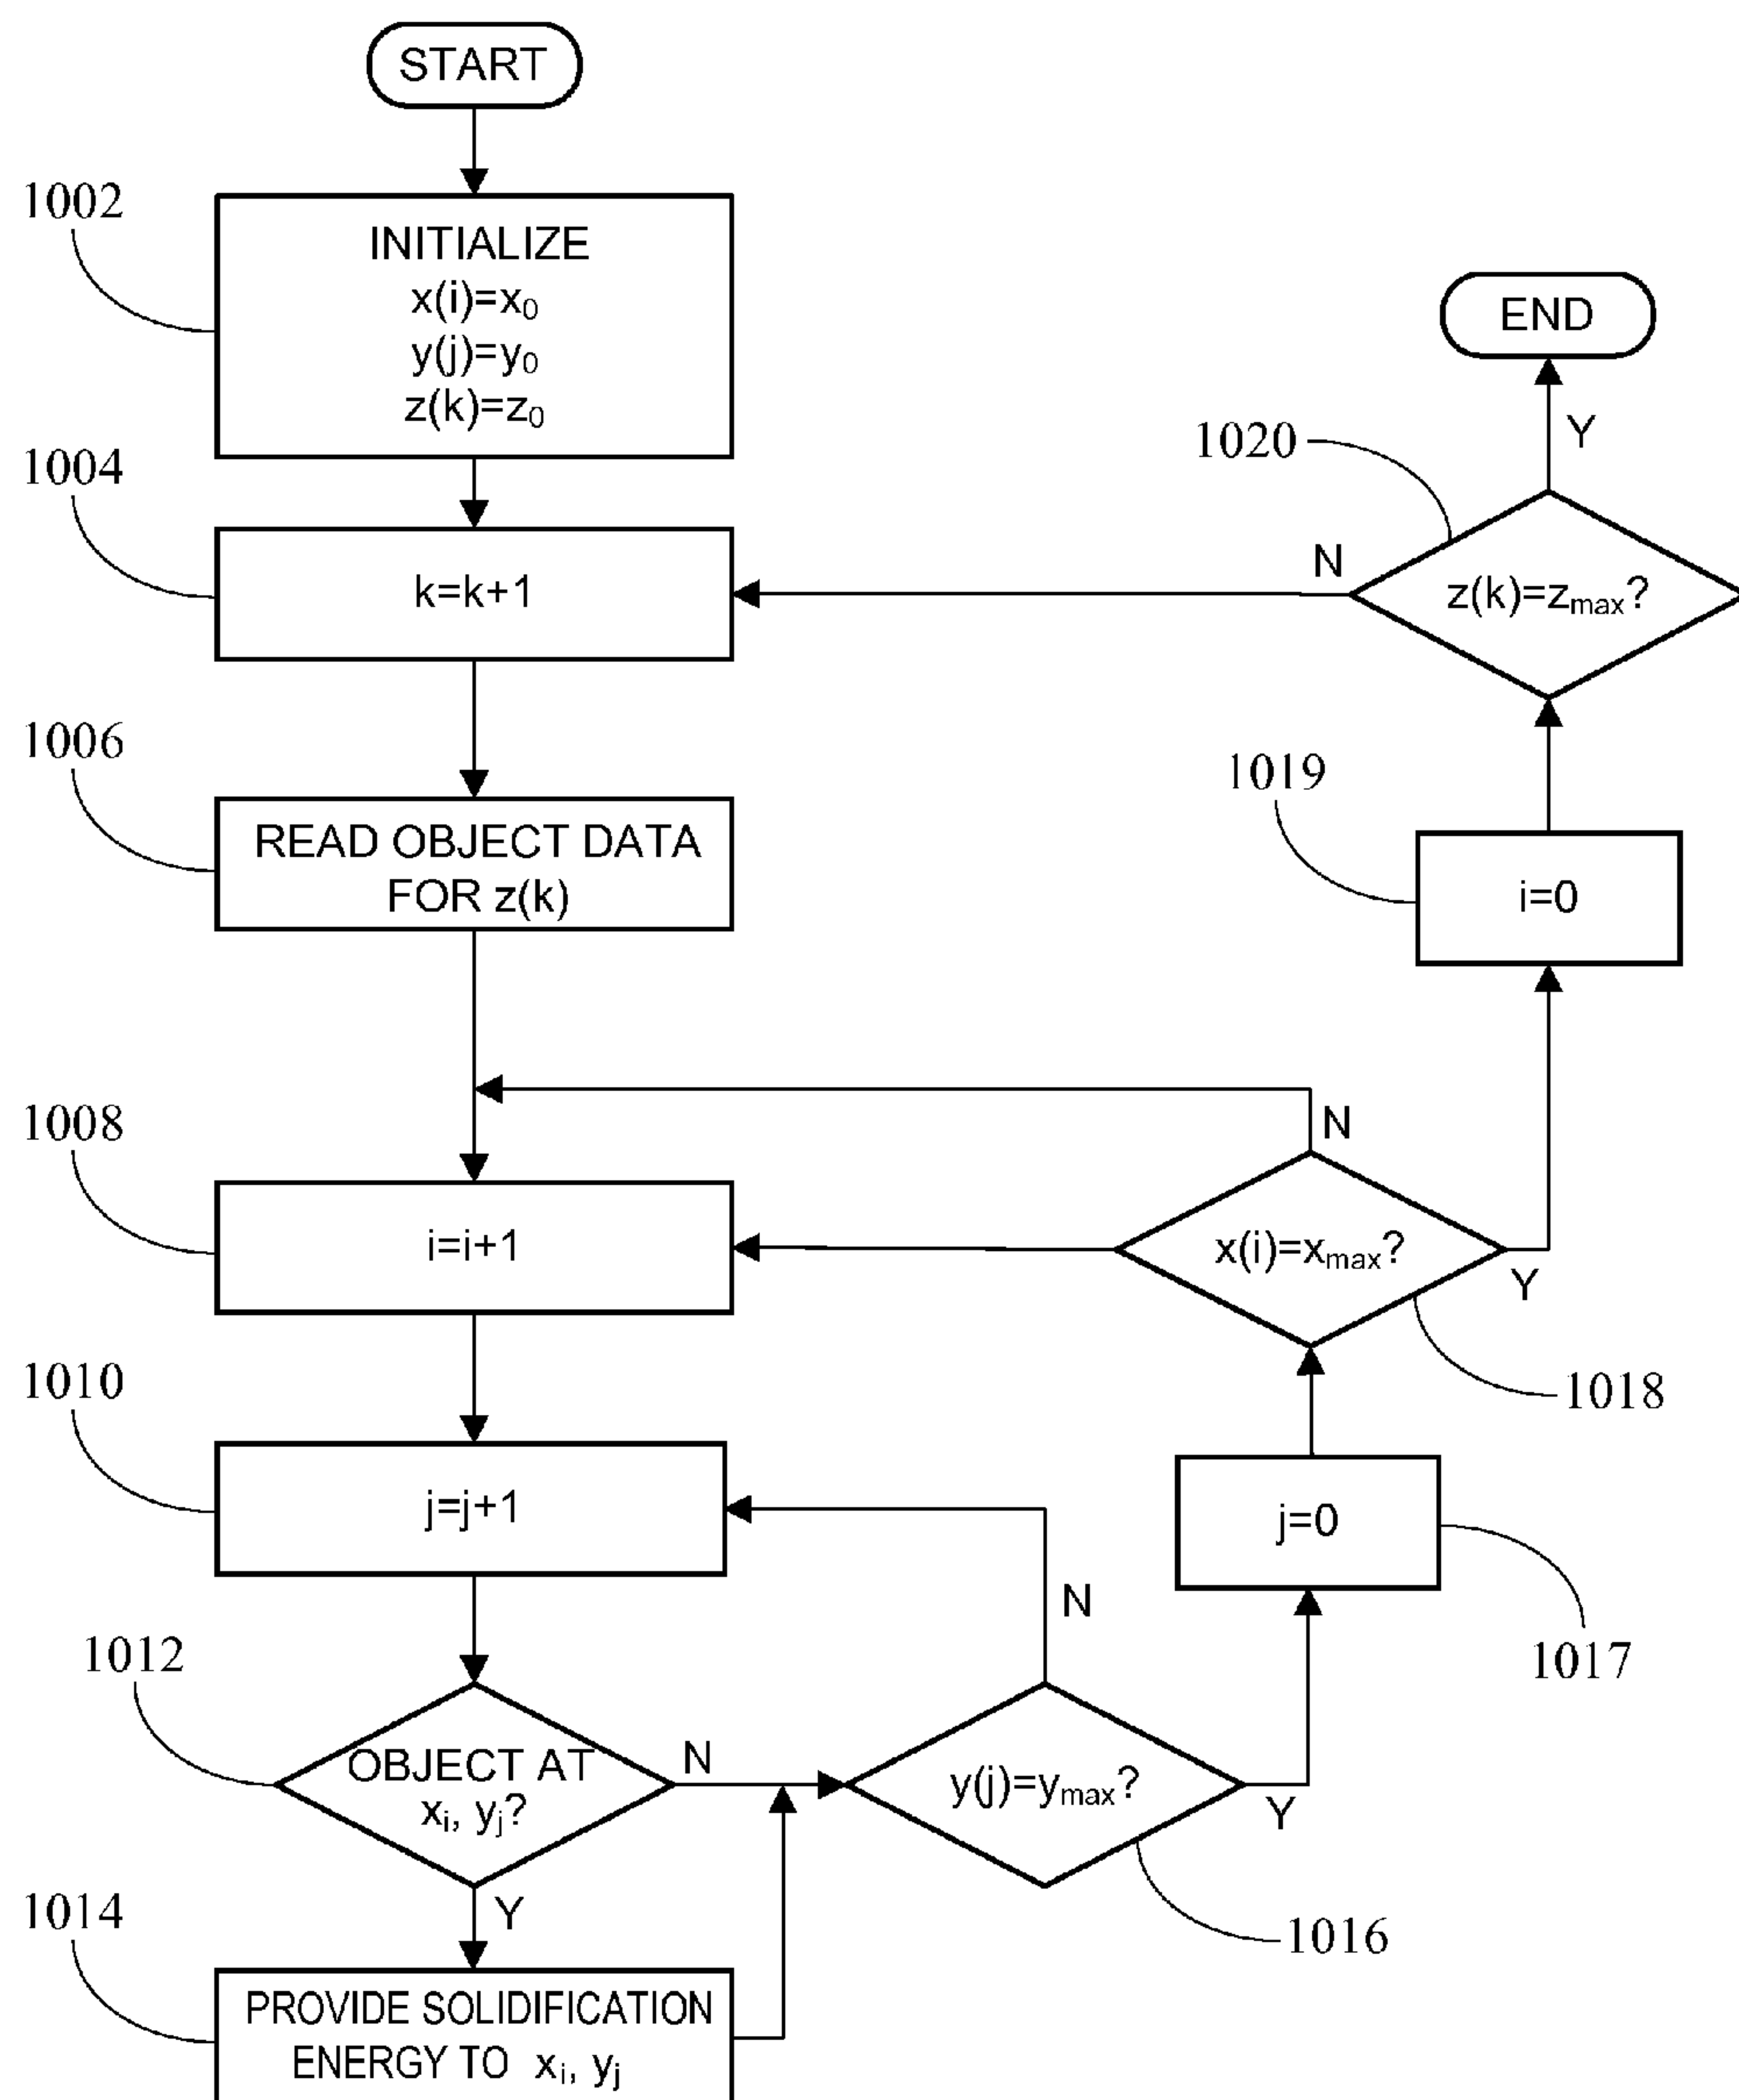 START
1002
INITIALIZE
x(i)=x₀
y(j)=y₀
z(k)=z₀
END
1004
1020
Y
k=k+1
N
z(k)=zₘₐₓ?
1006
READ OBJECT DATA
FOR z(k)
1019
i=0
1008
N
i=i+1
x(i)=xₘₐₓ?
Y
1010
1018
j=j+1
j=0
N
1012
1017
OBJECT AT
xᵢ, yⱼ?
N
y(j)=yₘₐₓ?
Y
1014
Y
1016
PROVIDE SOLIDIFICATION
ENERGY TO xᵢ, yⱼ